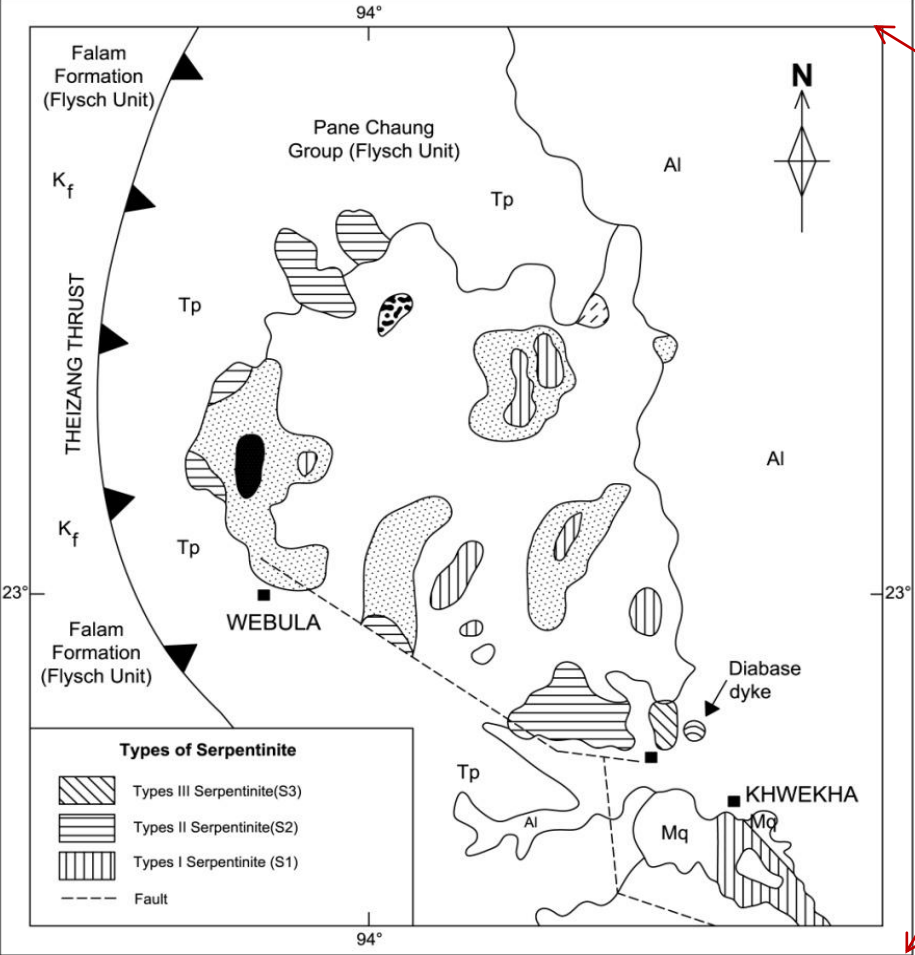 94°
Falam
Formation
(Flysch Unit)
N
Pane Chaung
Group (Flysch Unit)
Al
Kf
Tp
Tp
THEIZANG THRUST
Al
Kf
Tp
23°
23°
WEBULA
Falam
Formation
(Flysch Unit)
Diabase
dyke
Types of Serpentinite
Types III Serpentinite(S3)
Types II Serpentinite(S2)
Types I Serpentinite (S1)
Fault
Tp
KHWEKHA
Al
Mq
Mq
94°